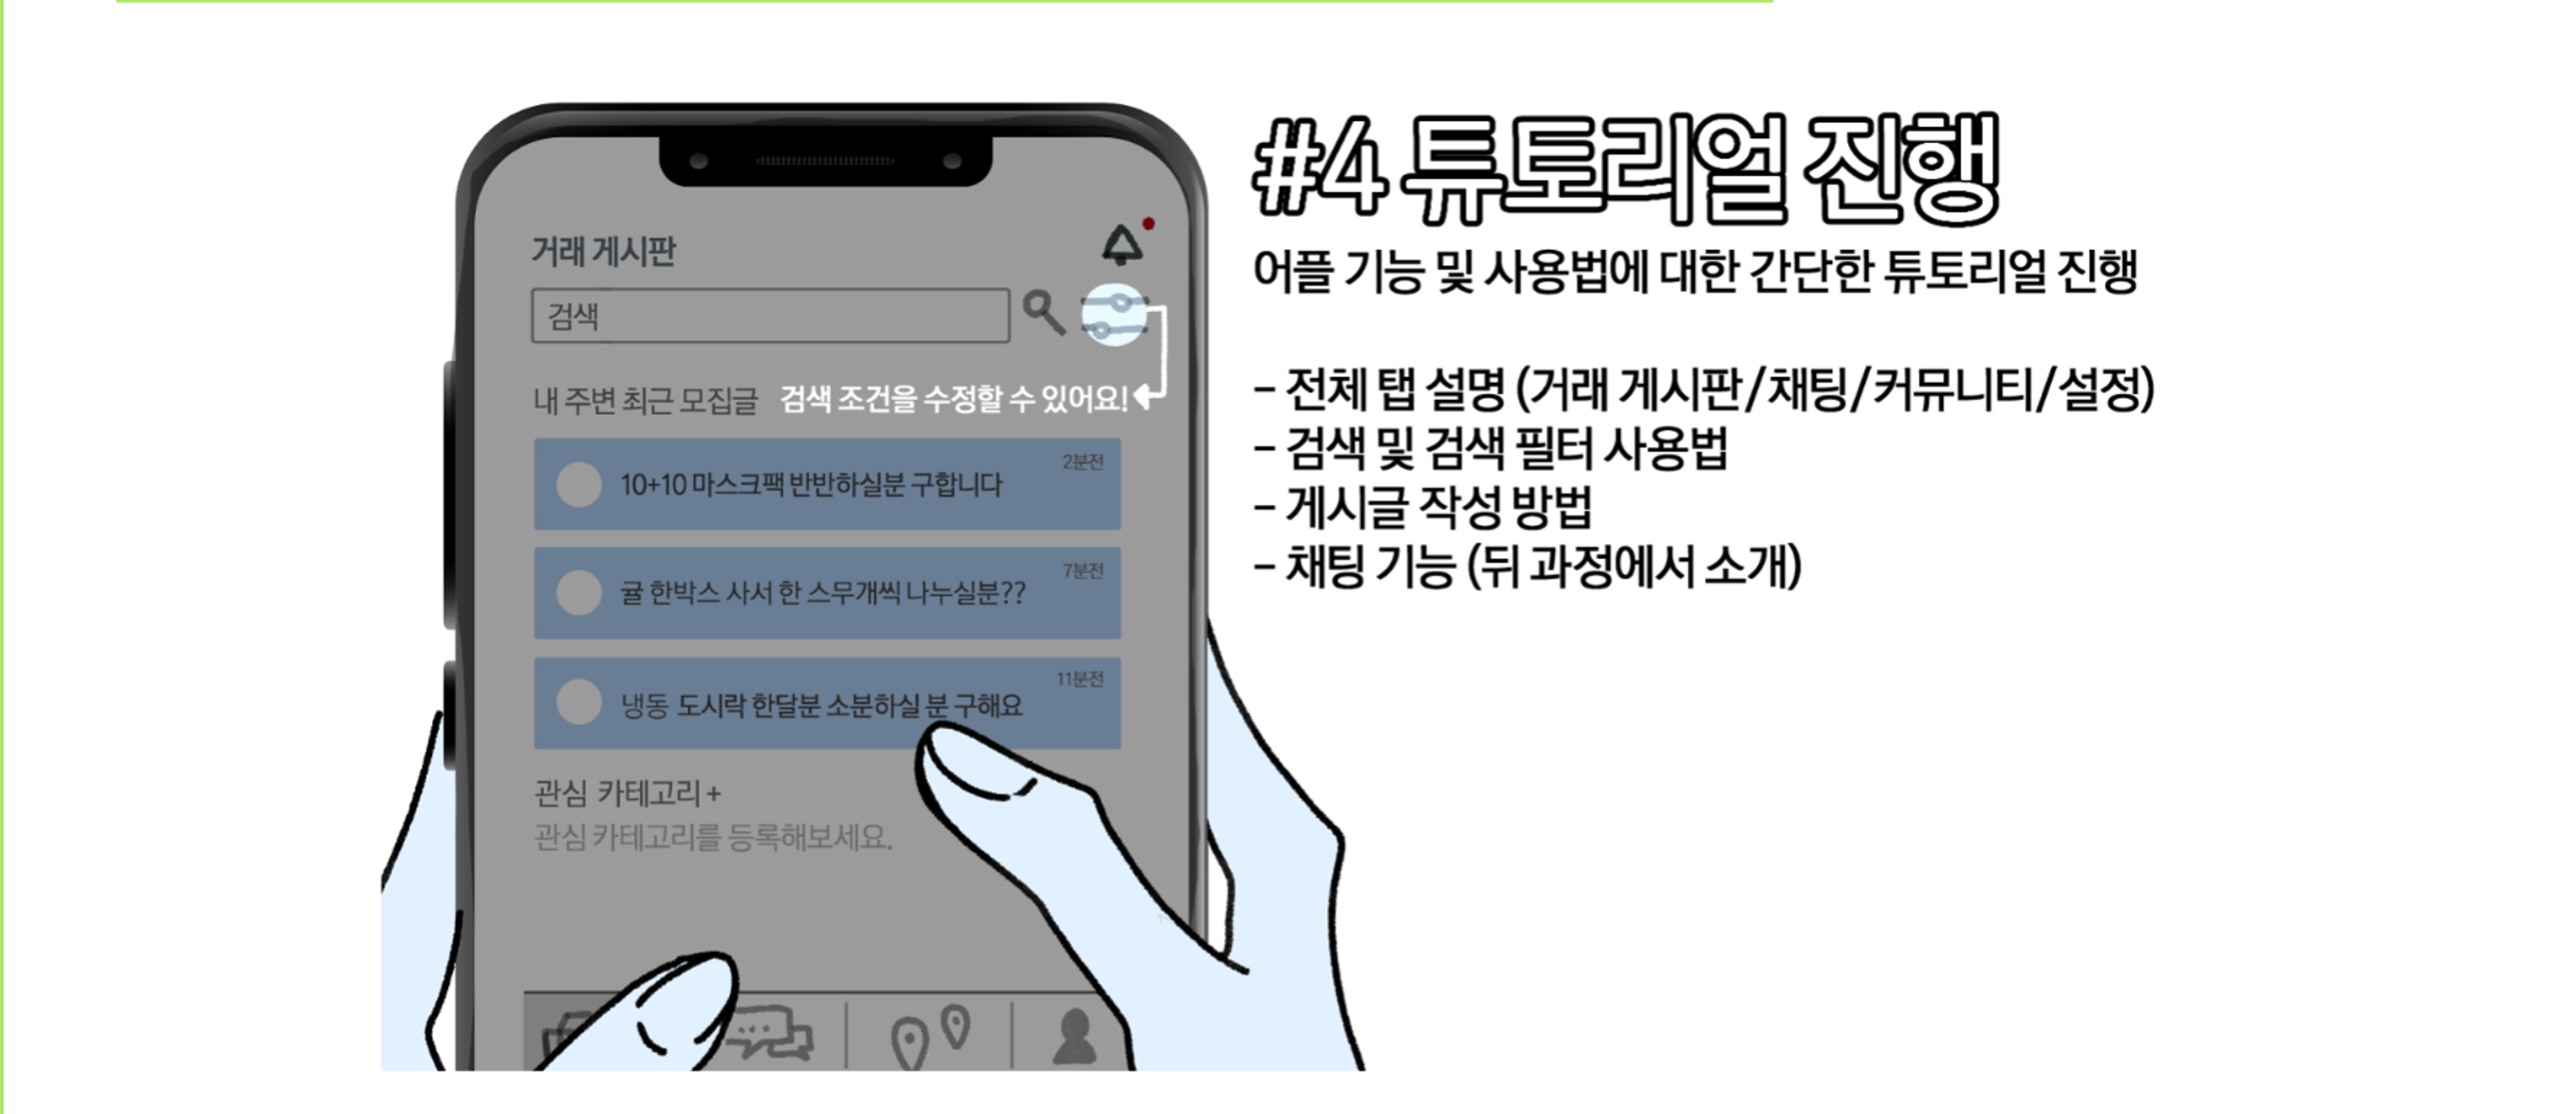 #4 튜토리얼 진행
어플 기능 및 사용법에 대한 간단한 튜토리얼 진행
- 전체 탭 설명 (거래 게시판/채팅/커뮤니티/설정)
- 검색 및 검색 필터 사용법
- 게시글 작성 방법
- 채팅 기능 (뒤 과정에서 소개)
거래 게시판
검색
내 주변 최근 모집글
검색 조건을 수정할 수 있어요!
2분전
10+10 마스크팩 반반하실분 구합니다
7분전
귤 한박스 사서 한 스무개씩 나누실분??
11분전
냉동 도시락 한달분 소분하실 분 구해요
관심 카테고리 +
관심 카테고리를 등록해보세요.